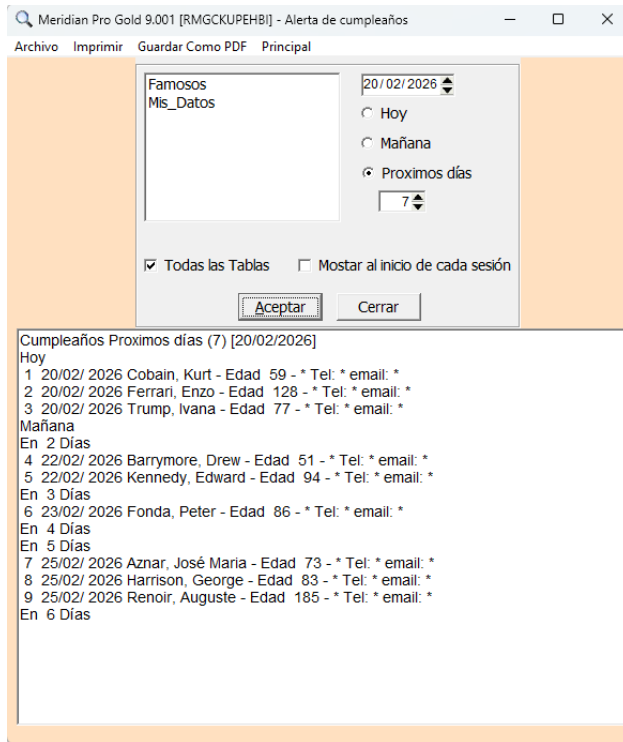 Meridian Pro Gold 9.001 [RMGCKUPEHBI] - Alerta de cumpleaños
Archivo Imprimir Guardar Como PDF Principal
Famosos
Mis_Datos
20/02/2026
Hoy
Mañana
Proximos días
7
Todas las Tablas
Mostar al inicio de cada sesión
Aceptar
Cerrar
Cumpleaños Proximos días (7) [20/02/2026]
Hoy
1 20/02/ 2026 Cobain, Kurt - Edad 59 - * Tel: * email: *
2 20/02/ 2026 Ferrari, Enzo - Edad 128 - * Tel: * email: *
3 20/02/ 2026 Trump, Ivana - Edad 77 - * Tel: * email: *
Mañana
En 2 Días
4 22/02/ 2026 Barrymore, Drew - Edad 51 - * Tel: * email: *
5 22/02/ 2026 Kennedy, Edward - Edad 94 - * Tel: * email: *
En 3 Días
6 23/02/ 2026 Fonda, Peter - Edad 86 - * Tel: * email: *
En 4 Días
En 5 Días
7 25/02/ 2026 Aznar, José Maria - Edad 73 - * Tel: * email: *
8 25/02/ 2026 Harrison, George - Edad 83 - * Tel: * email: *
9 25/02/ 2026 Renoir, Auguste - Edad 185 - * Tel: * email: *
En 6 Días